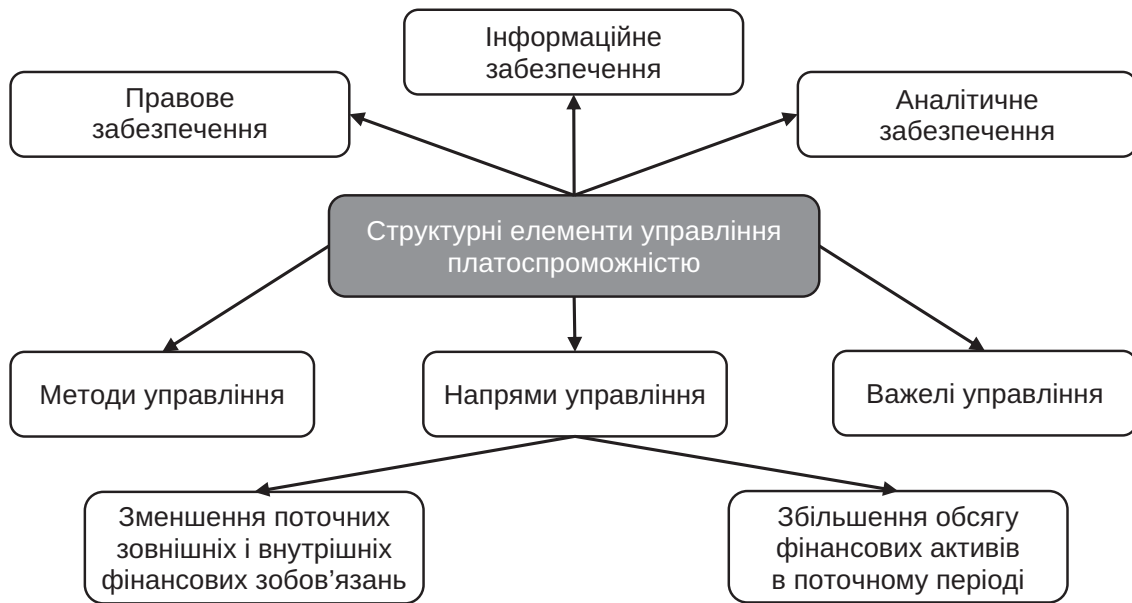 Інформаційне
забезпечення
Правове
забезпечення
Аналітичне
забезпечення
Структурні елементи управління
платоспроможністю
Методи управління
Напрями управління
Важелі управління
Зменшення поточних
зовнішніх і внутрішніх
фінансових зобов’язань
Збільшення обсягу
фінансових активів
в поточному періоді